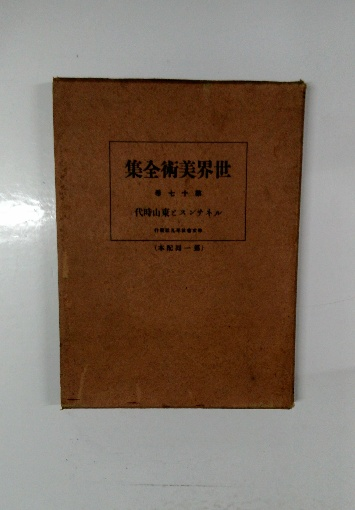 世界美術全集
第十七卷
ルネサンスと東山時代
(第一回配本)